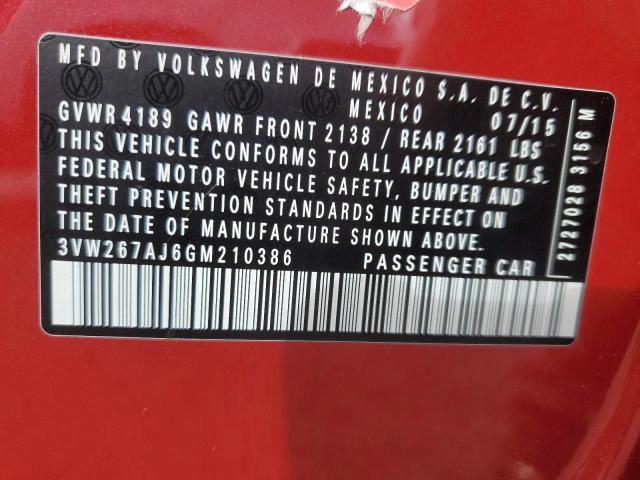 MFD BY VOLKSWAGEN DE MEXICO S.A. DE C.V.
MEXICO 07/15
GVWR 4189 GAWR FRONT 2138 / REAR 2161 LBS
THIS VEHICLE CONFORMS TO ALL APPLICABLE U.S.
FEDERAL MOTOR VEHICLE SAFETY, BUMPER AND
THEFT PREVENTION STANDARDS IN EFFECT ON
THE DATE OF MANUFACTURE SHOWN ABOVE.
3VW267AJ6GM210386 PASSENGER CAR
2727028 3156 M